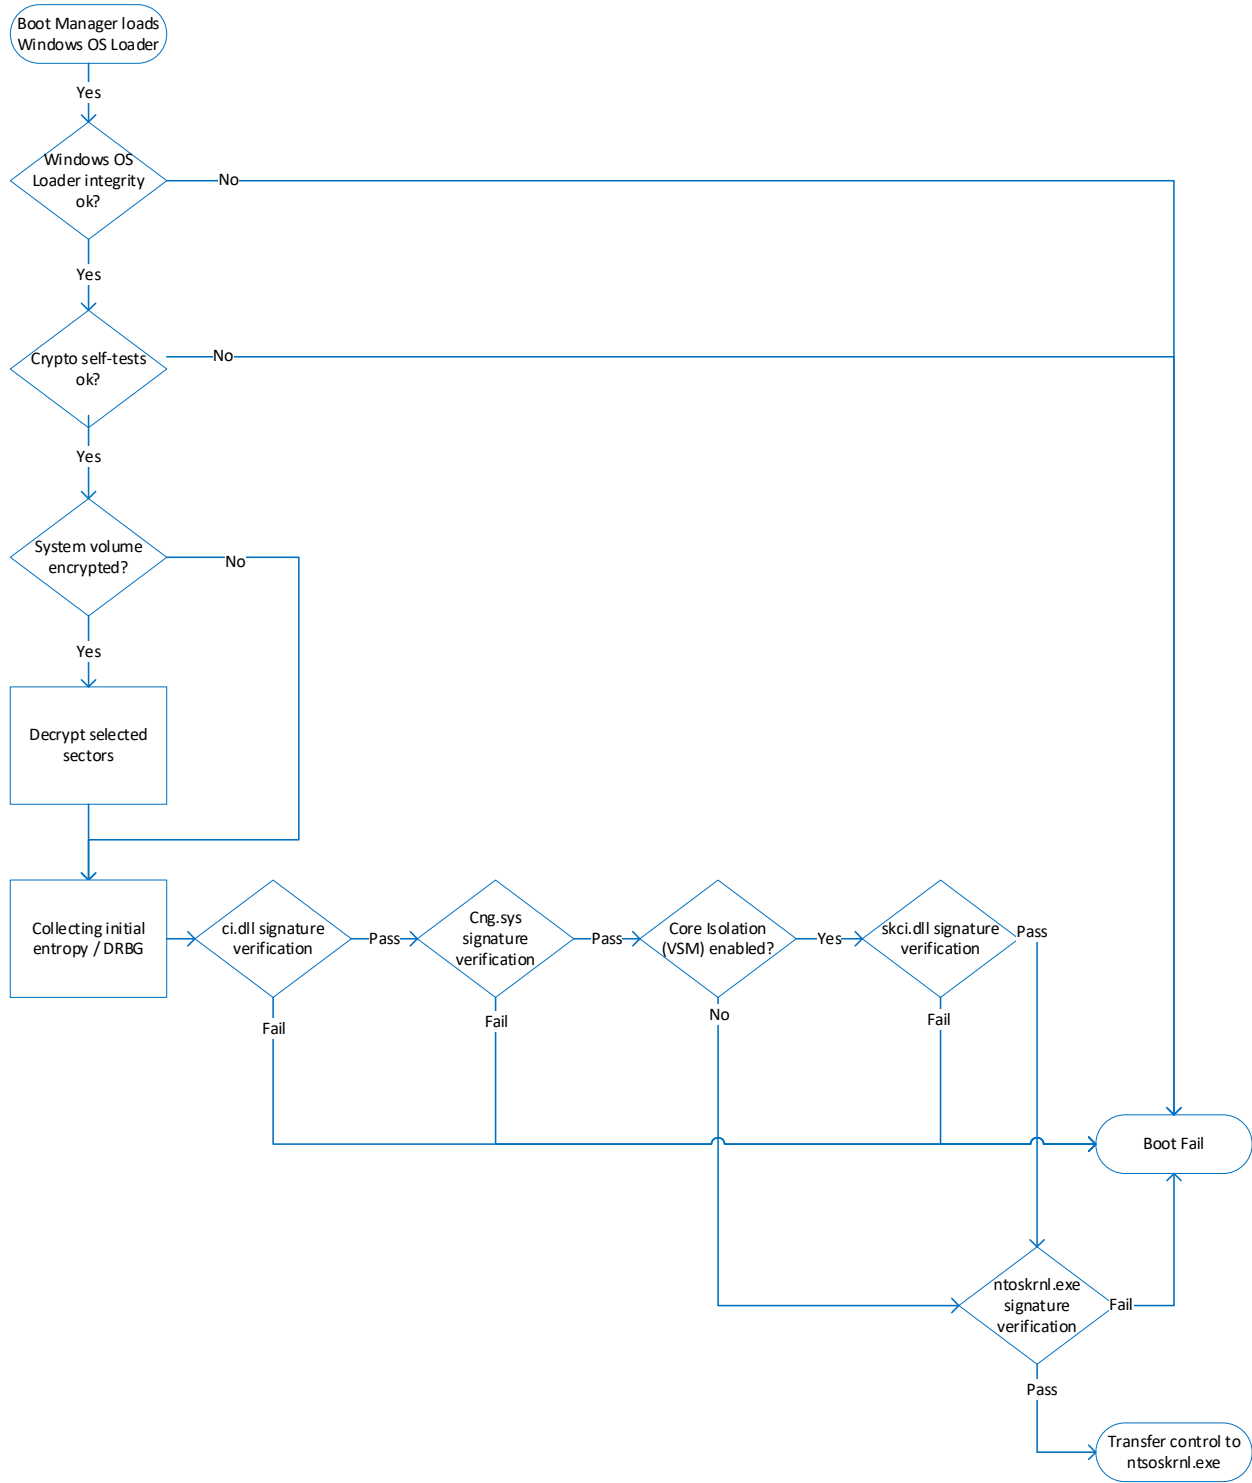 Boot Manager loads
Windows OS Loader
Yes
Windows OS
Loader integrity
ok?
No
Yes
Crypto self-tests
ok?
No
Yes
System volume
encrypted?
No
Yes
Decrypt selected
sectors
Collecting initial
entropy / DRBG
ci.dll signature
verification
Pass
Fail
Cng.sys
signature
verification
Pass
Fail
Core Isolation
(VSM) enabled?
Yes
No
skci.dll signature
verification
Pass
Fail
Boot Fail
ntoskrnl.exe
signature
verification
Fail
Pass
Transfer control to
ntsoskrnl.exe